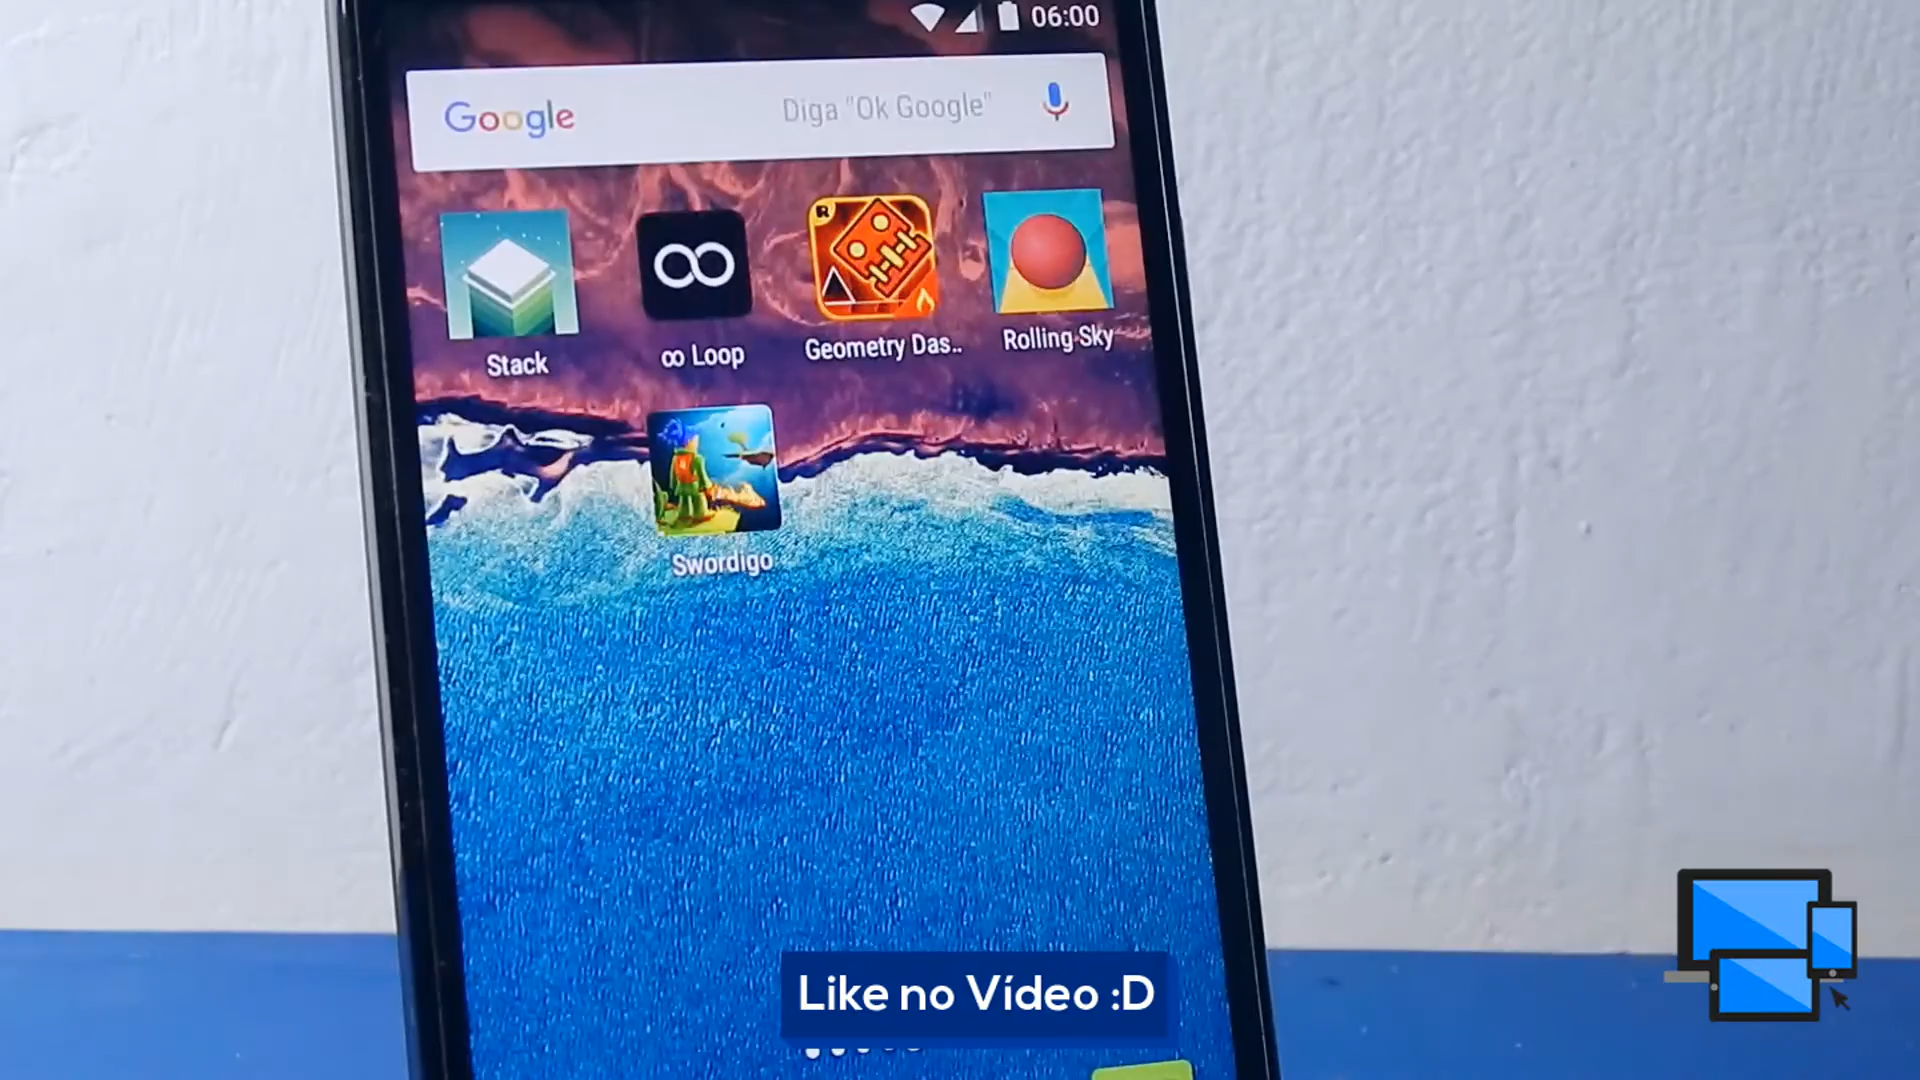 06:00
Google Diga "Ok Google"
Stack ∞ Loop Geometry Das.. Rolling Sky
Swordigo
Like no Vídeo :D